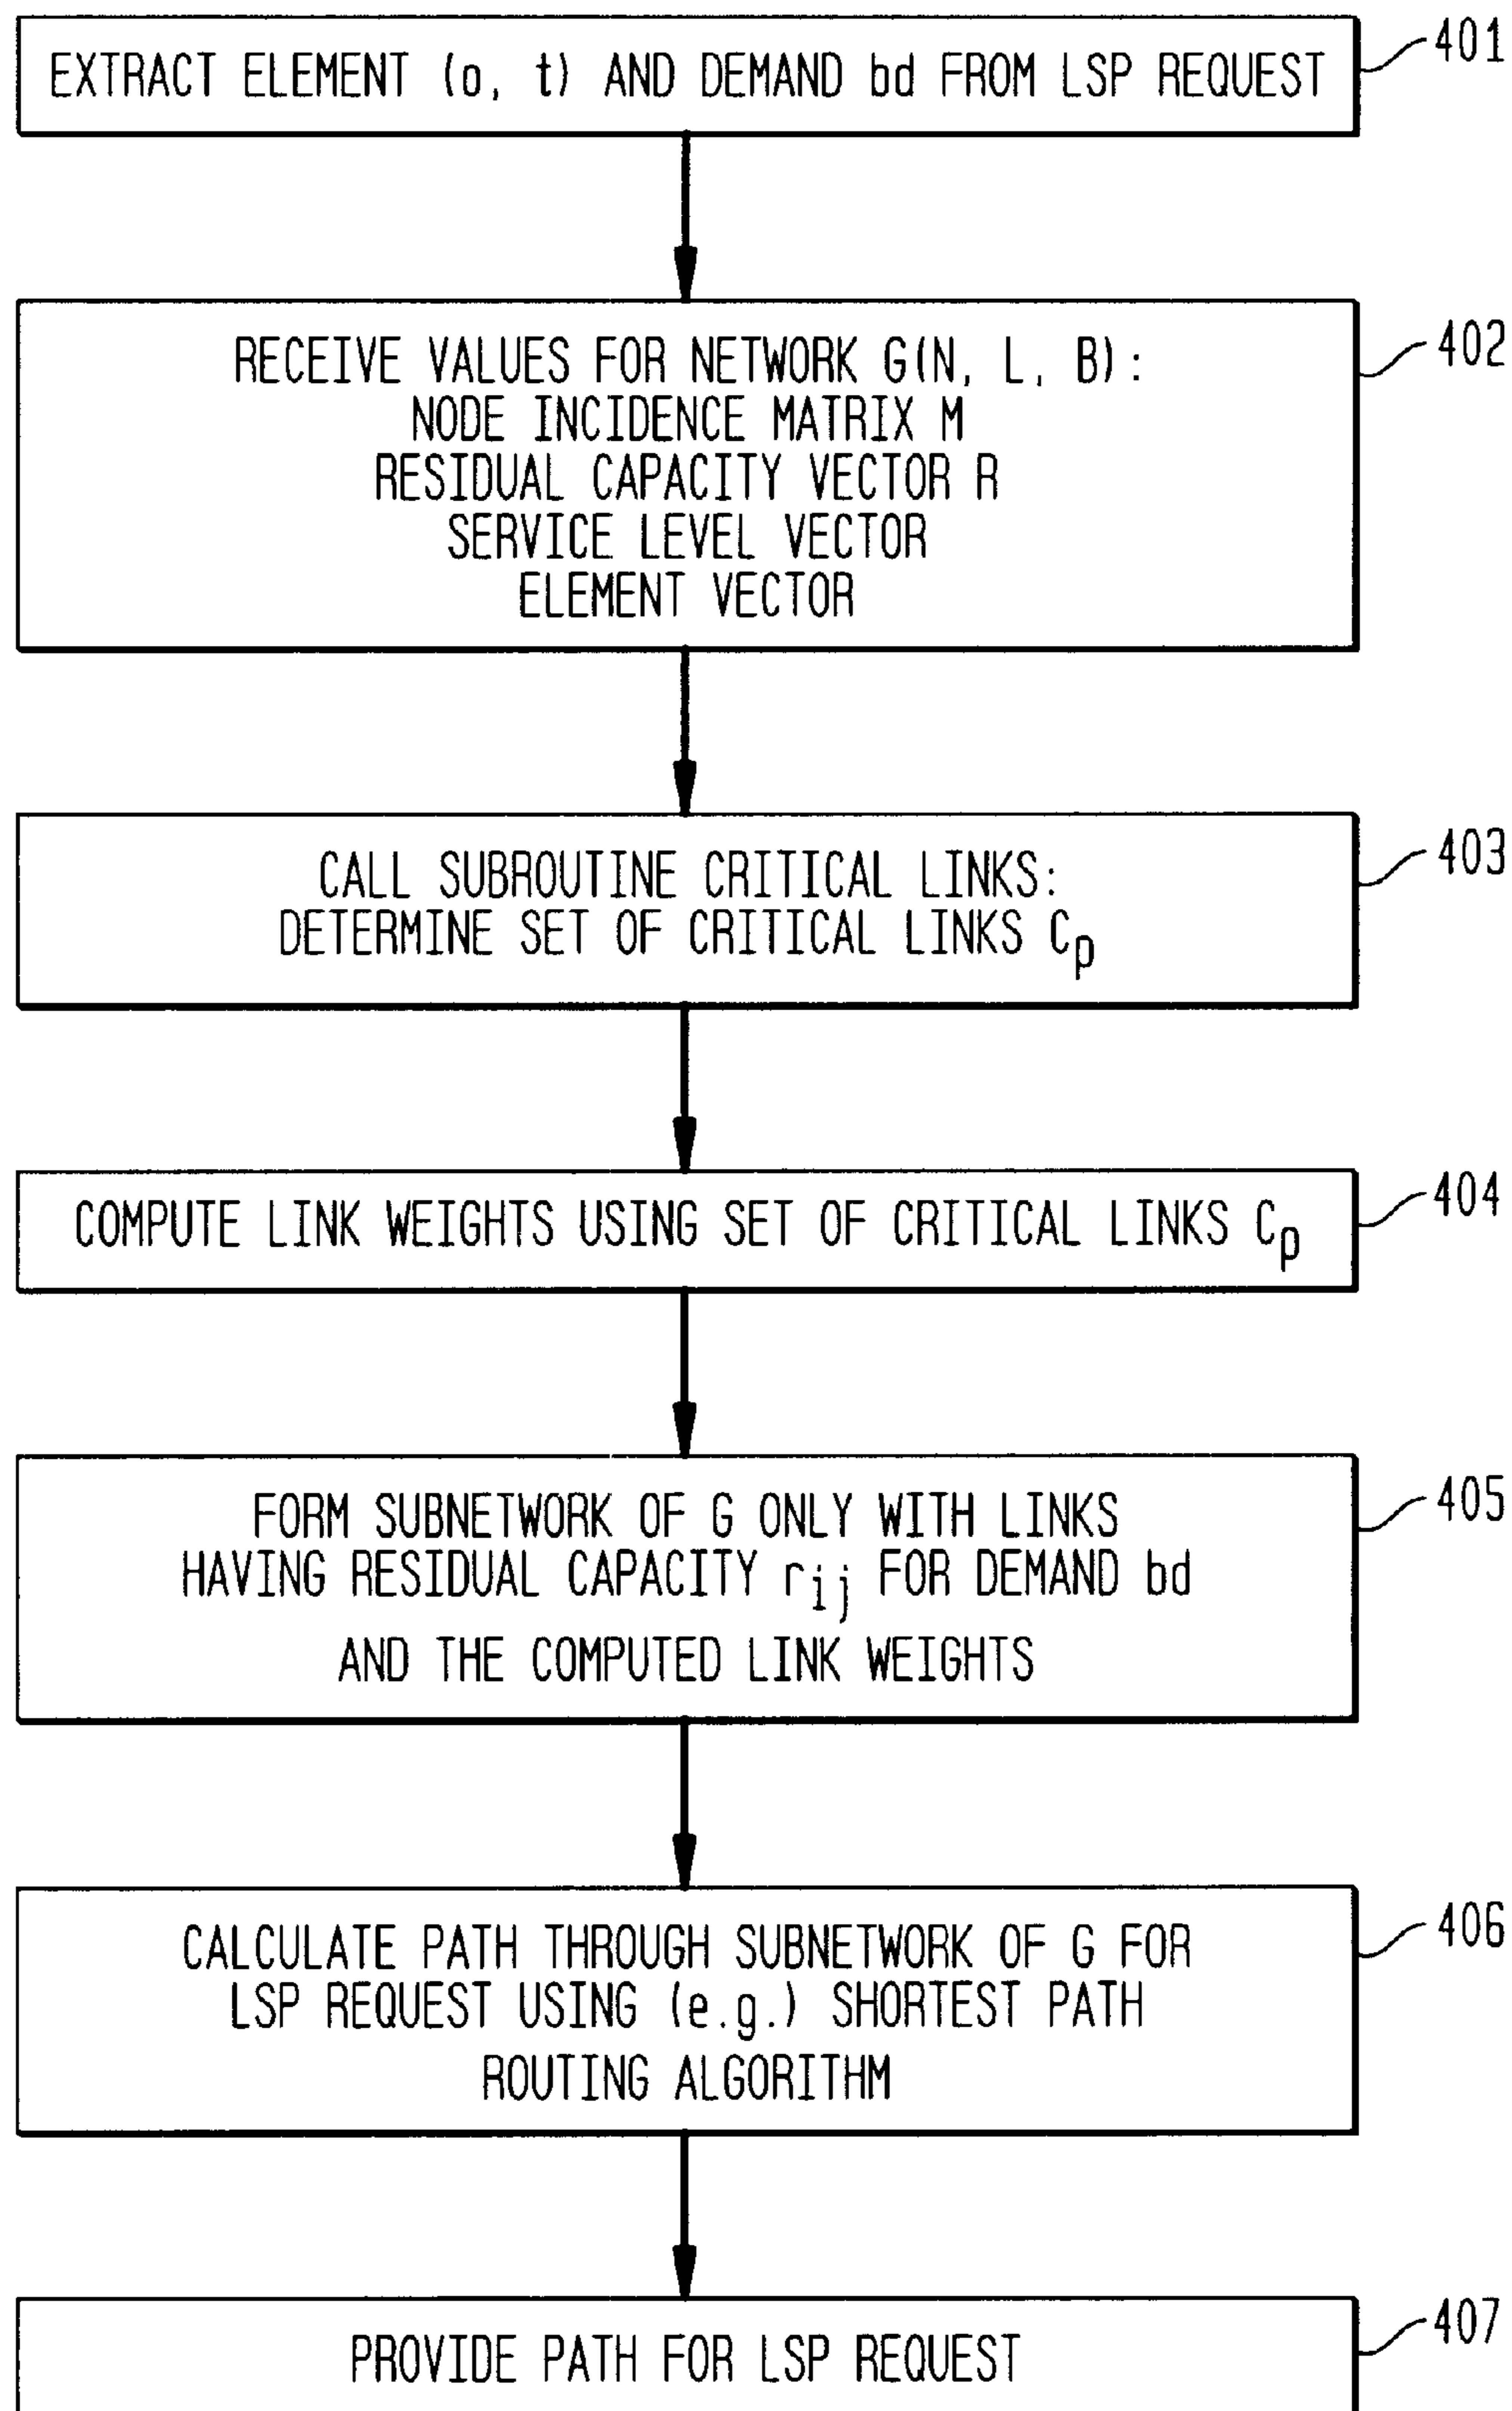 EXTRACT ELEMENT (o, t) AND DEMAND bd FROM LSP REQUEST
401
RECEIVE VALUES FOR NETWORK G(N, L, B):
NODE INCIDENCE MATRIX M
RESIDUAL CAPACITY VECTOR R
SERVICE LEVEL VECTOR
ELEMENT VECTOR
402
CALL SUBROUTINE CRITICAL LINKS:
DETERMINE SET OF CRITICAL LINKS Cp
403
COMPUTE LINK WEIGHTS USING SET OF CRITICAL LINKS Cp
404
FORM SUBNETWORK OF G ONLY WITH LINKS
HAVING RESIDUAL CAPACITY rij FOR DEMAND bd
AND THE COMPUTED LINK WEIGHTS
405
CALCULATE PATH THROUGH SUBNETWORK OF G FOR
LSP REQUEST USING (e.g.) SHORTEST PATH
ROUTING ALGORITHM
406
PROVIDE PATH FOR LSP REQUEST
407